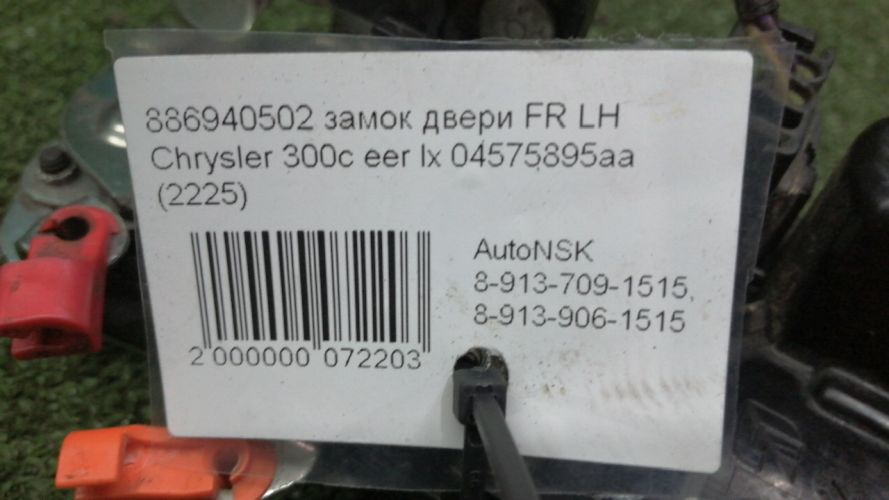 886940502 замок двери FR LH
Chrysler 300c eer lx 04575895aa
(2225)
AutoNSK
8-913-709-1515,
8-913-906-1515
2 000000 072203